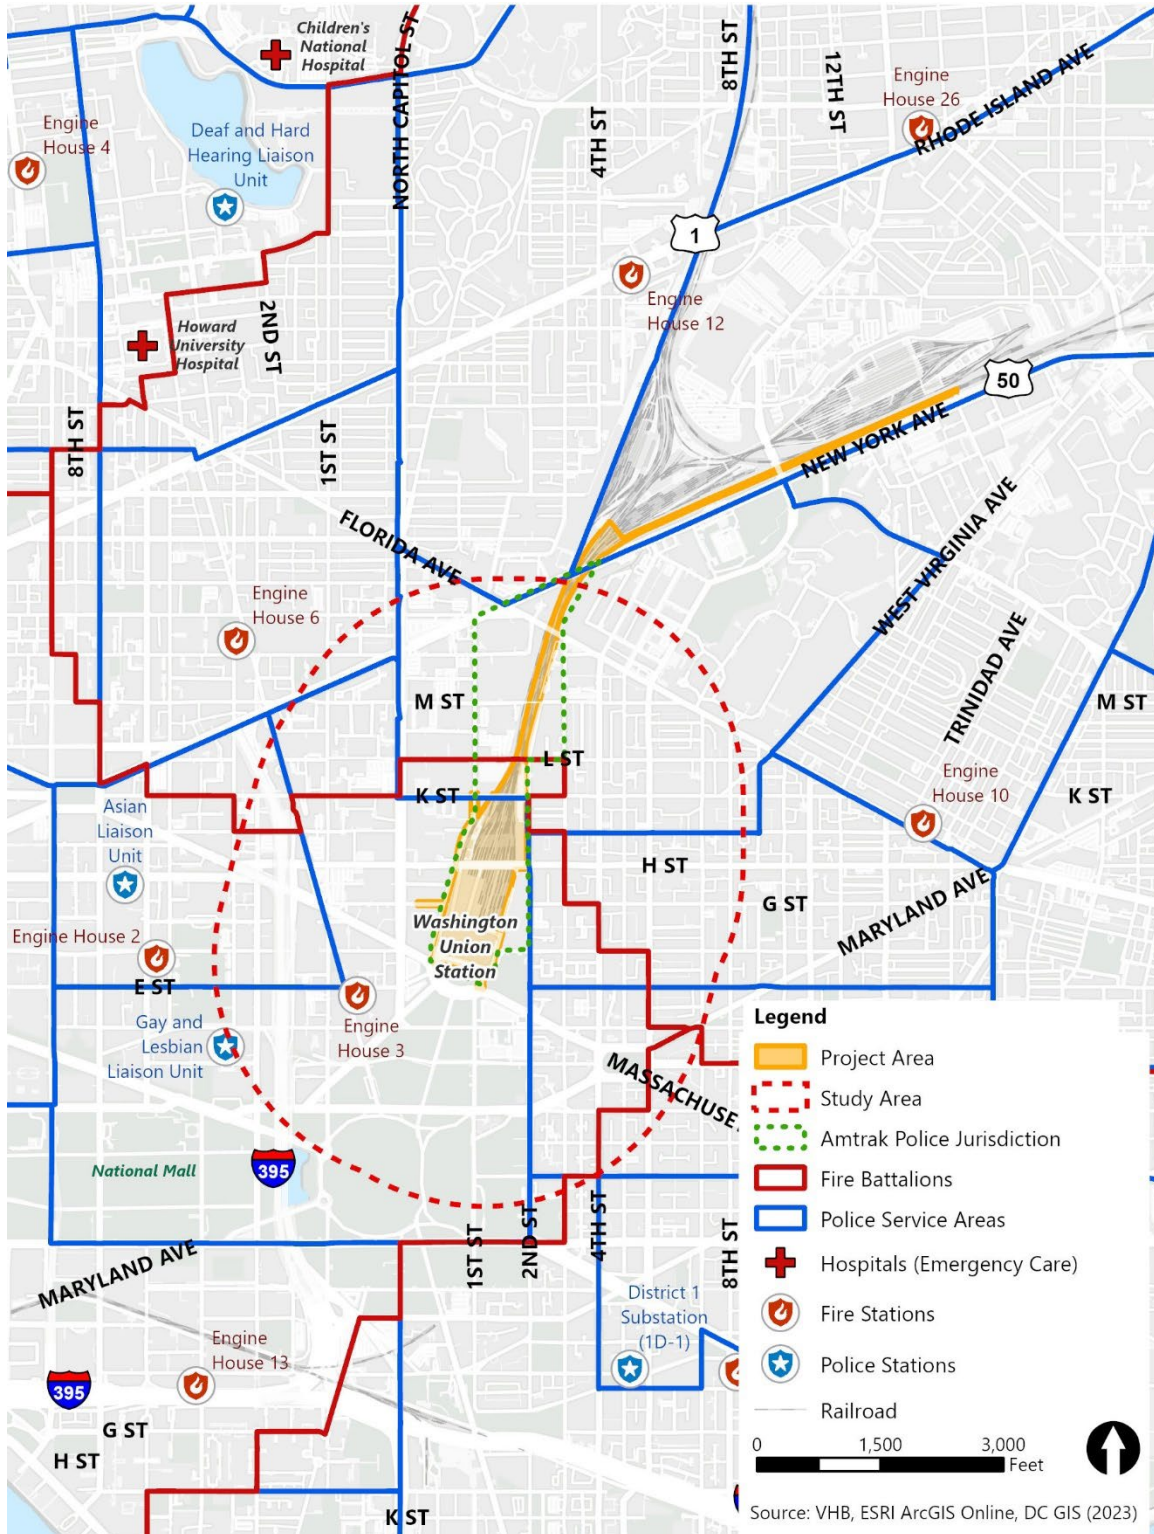 Children's
National
Hospital
NORTH CAPITOL ST
8TH ST
12TH ST
Engine
House 26
RHODE ISLAND AVE
Engine
House 4
Deaf and Hard
Hearing Liaison
Unit
4TH ST
1
Engine
House 12
2ND ST
Howard
University
Hospital
50
8TH ST
1ST ST
NEW YORK AVE
FLORIDA AVE
WEST VIRGINIA AVE
Engine
House 6
TRINIDAD AVE
M ST
M ST
L ST
Engine
House 10
K ST
K ST
Asian
Liaison
Unit
H ST
G ST
MARYLAND AVE
Engine House 2
Washington
Union
Station
E ST
Gay and
Lesbian
Liaison Unit
Engine
House 3
MASSACHUSE
National Mall
395
1ST ST
2ND ST
4TH ST
8TH ST
MARYLAND AVE
District 1
Substation
(1D-1)
Engine
House 13
395
G ST
H ST
K ST
Legend
Project Area
Study Area
Amtrak Police Jurisdiction
Fire Battalions
Police Service Areas
Hospitals (Emergency Care)
Fire Stations
Police Stations
Railroad
0 1,500 3,000
Feet
Source: VHB, ESRI ArcGIS Online, DC GIS (2023)